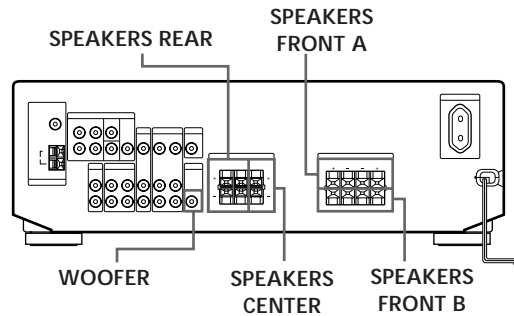 SPEAKERS
FRONT A
SPEAKERS REAR
+ − − +
+
−
+
−
WOOFER
SPEAKERS
CENTER
SPEAKERS
FRONT B